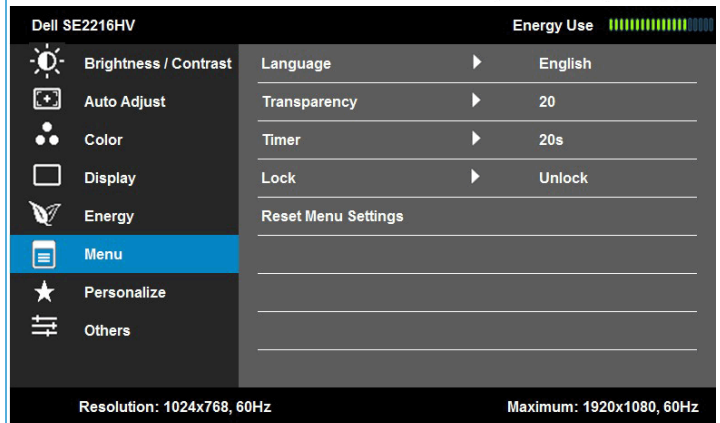 Dell SE2216HV Energy Use
Brightness / Contrast Language English
Auto Adjust Transparency 20
Color Timer 20s
Display Lock Unlock
Energy Reset Menu Settings
Menu
Personalize
Others
Resolution: 1024x768, 60Hz Maximum: 1920x1080, 60Hz